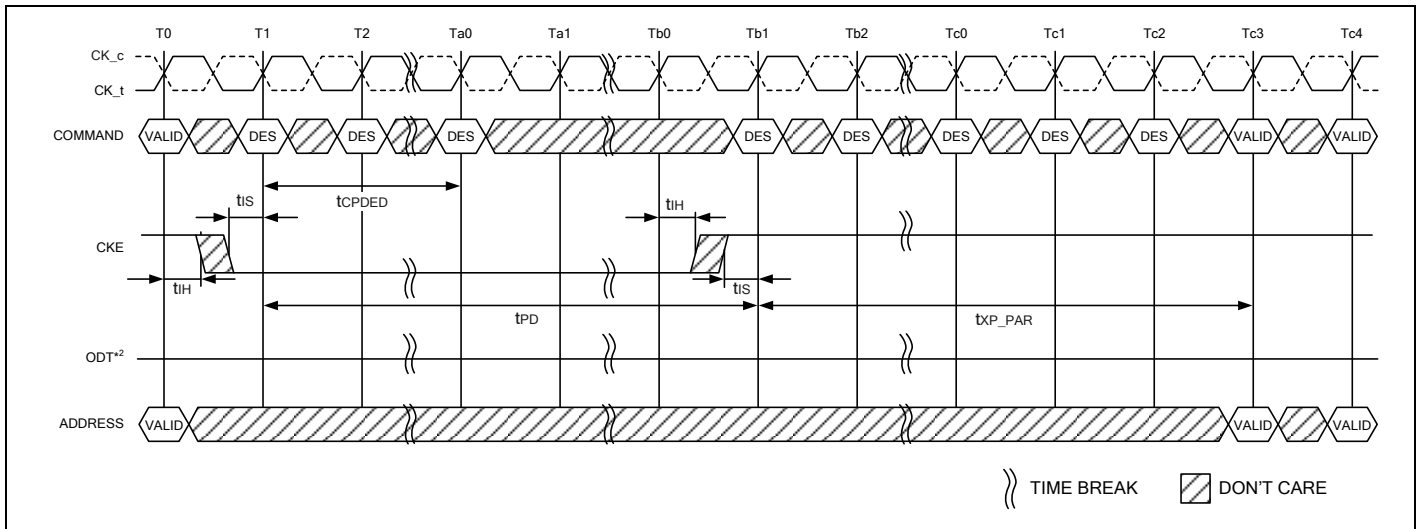 T0 T1 T2 Ta0 Ta1 Tb0 Tb1 Tb2 Tc0 Tc1 Tc2 Tc3 Tc4
CK_c
CK_t
COMMAND VALID DES DES DES DES DES DES DES DES VALID VALID
tIS tCPDED tIH
CKE
tIH tIS
tPD tXP_PAR
ODT*2
ADDRESS VALID VALID VALID
TIME BREAK DON'T CARE